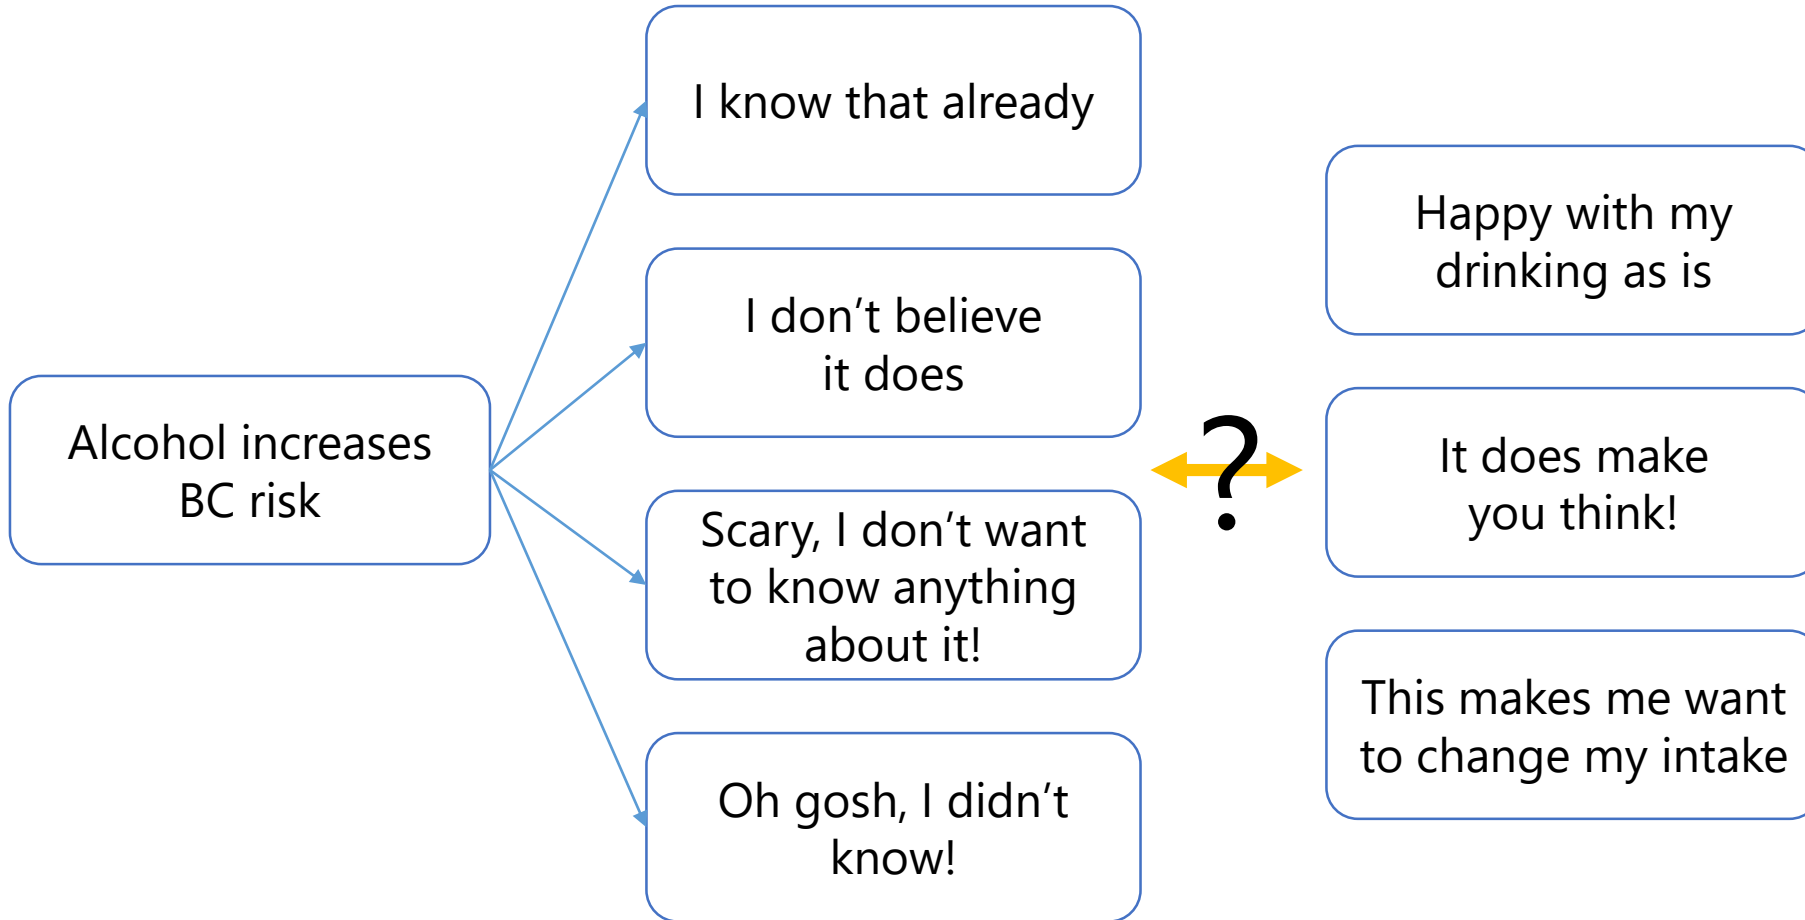 Alcohol increases
BC risk
I know that already
I don’t believe
it does
Scary, I don’t want
to know anything
about it!
Oh gosh, I didn’t
know!
?
Happy with my
drinking as is
It does make
you think!
This makes me want
to change my intake